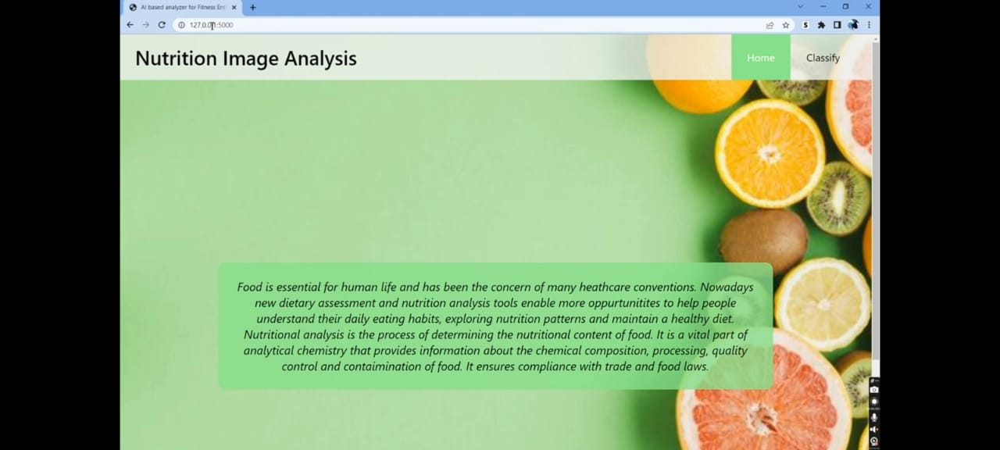 AI based analyzer for Fitness Ent
127.0.0.1:5000
Nutrition Image Analysis
Home
Classify
Food is essential for human life and has been the concern of many heathcare conventions. Nowadays
new dietary assessment and nutrition analysis tools enable more oppurtunitites to help people
understand their daily eating habits, exploring nutrition patterns and maintain a healthy diet.
Nutritional analysis is the process of determining the nutritional content of food. It is a vital part of
analytical chemistry that provides information about the chemical composition, processing, quality
control and contaimination of food. It ensures compliance with trade and food laws.